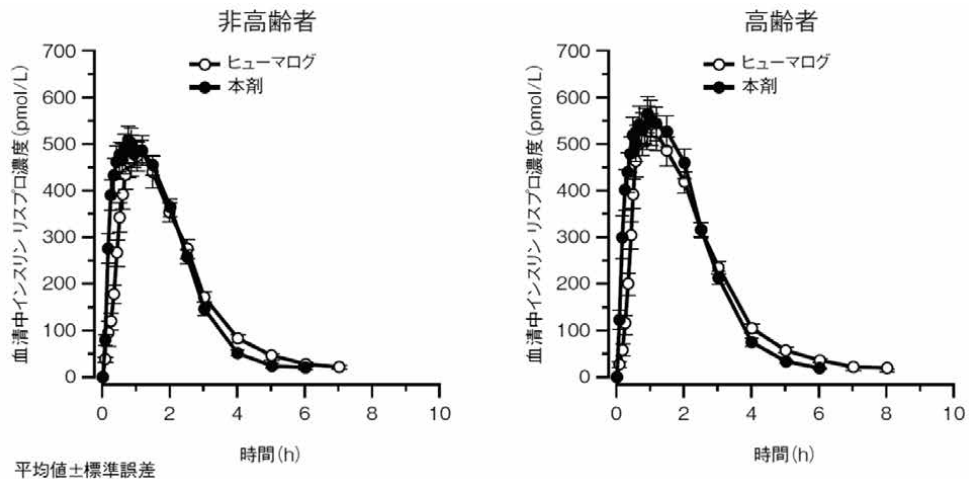 非高齢者
血清中インスリン リスプロ濃度(pmol/L)
700
600
500
400
300
200
100
0
ヒューマログ
本剤
0 2 4 6 8 10
時間(h)
高齢者
血清中インスリン リスプロ濃度(pmol/L)
700
600
500
400
300
200
100
0
ヒューマログ
本剤
0 2 4 6 8 10
時間(h)
平均値±標準誤差